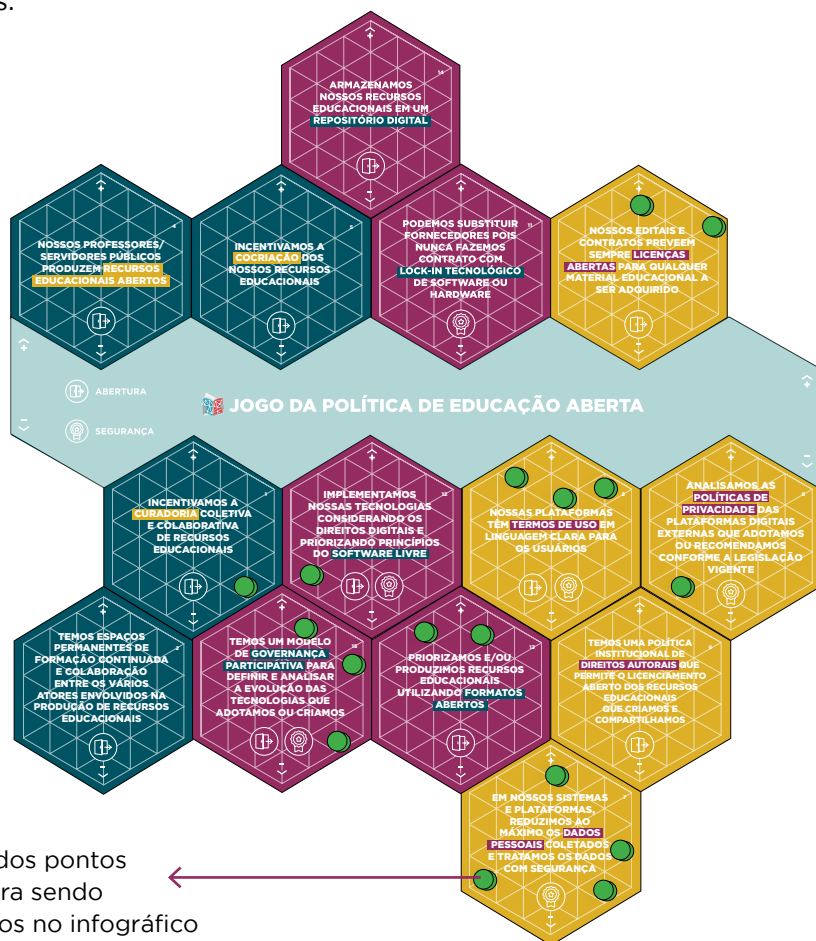 s.
14
ARMAZENAMOS
NOSSOS RECURSOS
EDUCACIONAIS EM UM
REPOSITÓRIO DIGITAL
4
NOSSOS PROFESSORES/
SERVIDORES PÚBLICOS
PRODUZEM RECURSOS
EDUCACIONAIS ABERTOS
INCENTIVAMOS A
COCRIAÇÃO DOS
NOSSOS RECURSOS
EDUCACIONAIS
11
PODEMOS SUBSTITUIR
FORNECEDORES POIS
NUNCA FAZEMOS
CONTRATO COM
LOCK-IN TECNOLÓGICO
DE SOFTWARE OU
HARDWARE
NOSSOS EDITAIS E
CONTRATOS PREVEEM
SEMPRE LICENÇAS
ABERTAS PARA QUALQUER
MATERIAL EDUCACIONAL A
SER ADQUIRIDO
ABERTURA
SEGURANÇA
JOGO DA POLÍTICA DE EDUCAÇÃO ABERTA
1
INCENTIVAMOS A
CURADORIA COLETIVA
E COLABORATIVA
DE RECURSOS
EDUCACIONAIS
12
IMPLEMENTAMOS
NOSSAS TECNOLOGIAS
CONSIDERANDO OS
DIREITOS DIGITAIS E
PRIORIZANDO PRINCÍPIOS
DO SOFTWARE LIVRE
NOSSAS PLATAFORMAS
TÊM TERMOS DE USO EM
LINGUAGEM CLARA PARA
OS USUÁRIOS
ANALISAMOS AS
POLÍTICAS DE
PRIVACIDADE DAS
PLATAFORMAS DIGITAIS
EXTERNAS QUE ADOTAMOS
OU RECOMENDAMOS
CONFORME A LEGISLAÇÃO
VIGENTE
2
TEMOS ESPAÇOS
PERMANENTES DE
FORMAÇÃO CONTINUADA
E COLABORAÇÃO
ENTRE OS VÁRIOS
ATORES ENVOLVIDOS NA
PRODUÇÃO DE RECURSOS
EDUCACIONAIS
10
TEMOS UM MODELO
DE GOVERNANÇA
PARTICIPATIVA PARA
DEFINIR E ANALISAR
A EVOLUÇÃO DAS
TECNOLOGIAS QUE
ADOTAMOS OU CRIAMOS
13
PRIORIZAMOS E/OU
PRODUZIMOS RECURSOS
EDUCACIONAIS
UTILIZANDO FORMATOS
ABERTOS
TEMOS UMA POLÍTICA
INSTITUCIONAL DE
DIREITOS AUTORAIS QUE
PERMITE O LICENCIAMENTO
ABERTO DOS RECURSOS
EDUCACIONAIS
QUE CRIAMOS E
COMPARTILHAMOS
7
EM NOSSOS SISTEMAS
E PLATAFORMAS,
REDUZIMOS AO
MÁXIMO OS DADOS
PESSOAIS COLETADOS
E TRATAMOS OS DADOS
COM SEGURANÇA
dos pontos
ra sendo
os no infográfico